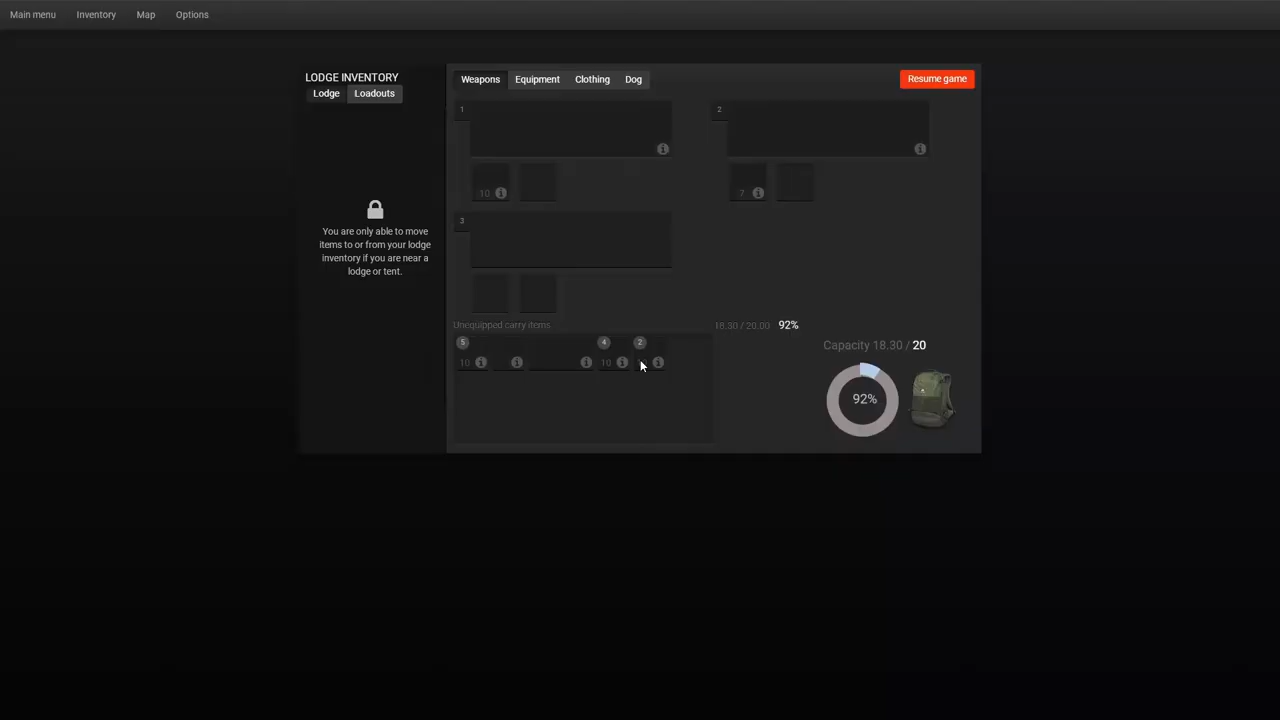 Main menu Inventory Map Options
LODGE INVENTORY
Lodge Loadouts
Weapons Equipment Clothing Dog
Resume game
1
2
10
7
3
You are only able to move
items to or from your lodge
inventory if you are near a
lodge or tent.
Unequipped carry items
18.30 / 20.00 92%
Capacity 18.30 / 20
5 4 2
10 10
92%